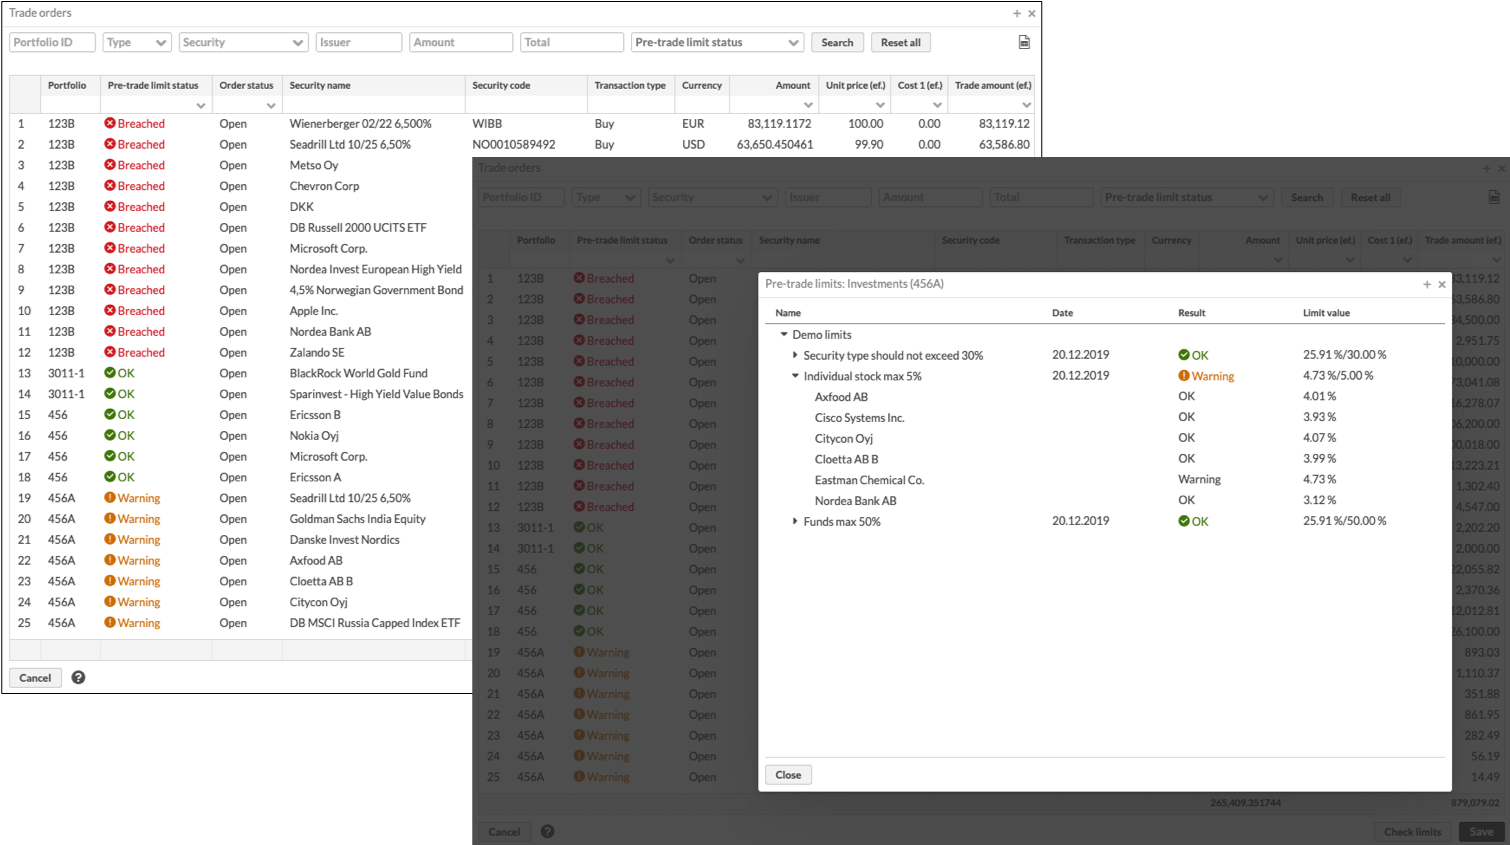 Trade orders
Portfolio ID Type Security Issuer Amount Total Pre-trade limit status Search Reset all
Portfolio Pre-trade limit status Order status Security name Security code Transaction type Currency Amount Unit price (ef.) Cost 1 (ef.) Trade amount (ef.)
1 123B Breached Open Wienerberger 02/22 6,500% WIBB Buy EUR 83,119.1172 100.00 0.00 83,119.12
2 123B Breached Open Seadrill Ltd 10/25 6,50% NO0010589492 Buy USD 63,650.450461 99.90 0.00 63,586.80
3 123B Breached Open Metso Oy
4 123B Breached Open Chevron Corp
5 123B Breached Open DKK
6 123B Breached Open DB Russell 2000 UCITS ETF
7 123B Breached Open Microsoft Corp.
8 123B Breached Open Nordea Invest European High Yield
9 123B Breached Open 4,5% Norwegian Government Bond
10 123B Breached Open Apple Inc.
11 123B Breached Open Nordea Bank AB
12 123B Breached Open Zalando SE
13 3011-1 OK Open BlackRock World Gold Fund
14 3011-1 OK Open Sparinvest - High Yield Value Bonds
15 456 OK Open Ericsson B
16 456 OK Open Nokia Oyj
17 456 OK Open Microsoft Corp.
18 456 OK Open Ericsson A
19 456A Warning Open Seadrill Ltd 10/25 6,50%
20 456A Warning Open Goldman Sachs India Equity
21 456A Warning Open Danske Invest Nordics
22 456A Warning Open Axfood AB
23 456A Warning Open Cloetta AB B
24 456A Warning Open Citycon Oyj
25 456A Warning Open DB MSCI Russia Capped Index ETF
Cancel
Trade orders
Portfolio ID Type Security Issuer Amount Total Pre-trade limit status Search Reset all
Portfolio Pre-trade limit status Order status Security name Security code Transaction type Currency Amount Unit price (ef.) Cost 1 (ef.) Trade amount (ef.)
1 123B Breached Open 83,119.12
2 123B Breached Open 63,586.80
3 123B Breached Open 4,500.00
4 123B Breached Open 2,951.75
5 123B Breached Open 0,000.00
6 123B Breached Open 73,041.08
7 123B Breached Open 6,278.07
8 123B Breached Open 6,200.00
9 123B Breached Open 00,018.00
10 123B Breached Open 3,223.21
11 123B Breached Open 1,302.40
12 123B Breached Open 4,547.00
13 3011-1 OK Open 2,202.20
14 3011-1 OK Open 2,000.00
15 456 OK Open 2,055.82
16 456 OK Open 2,370.36
17 456 OK Open 2,012.81
18 456 OK Open 6,100.00
19 456A Warning Open 893.03
20 456A Warning Open 1,110.37
21 456A Warning Open 351.88
22 456A Warning Open 861.95
23 456A Warning Open 282.49
24 456A Warning Open 56.19
25 456A Warning Open 14.49
265,409.351744 879,079.02
Cancel Check limits Save
Pre-trade limits: Investments (456A)
Name Date Result Limit value
Demo limits
Security type should not exceed 30% 20.12.2019 OK 25.91 %/30.00 %
Individual stock max 5% 20.12.2019 Warning 4.73 %/5.00 %
Axfood AB OK 4.01 %
Cisco Systems Inc. OK 3.93 %
Citycon Oyj OK 4.07 %
Cloetta AB B OK 3.99 %
Eastman Chemical Co. Warning 4.73 %
Nordea Bank AB OK 3.12 %
Funds max 50% 20.12.2019 OK 25.91 %/50.00 %
Close